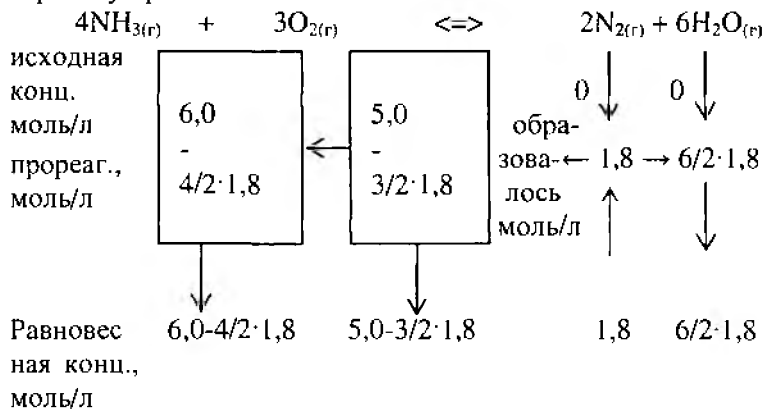 4NH₃₍г₎ + 3O₂₍г₎ <=> 2N₂₍г₎ + 6H₂O₍г₎
исходная
конц.
моль/л 6,0 5,0 0 0
прореаг.,
моль/л - 4/2·1,8 - 3/2·1,8
обра-
зова-← 1,8 → 6/2·1,8
лось
моль/л
Равновес 6,0-4/2·1,8 5,0-3/2·1,8 1,8 6/2·1,8
ная конц.,
моль/л